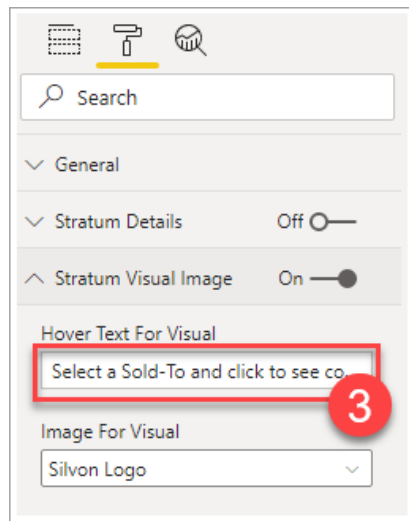 Search
General
Stratum Details Off
Stratum Visual Image On
Hover Text For Visual
Select a Sold-To and click to see co...
3
Image For Visual
Silvon Logo